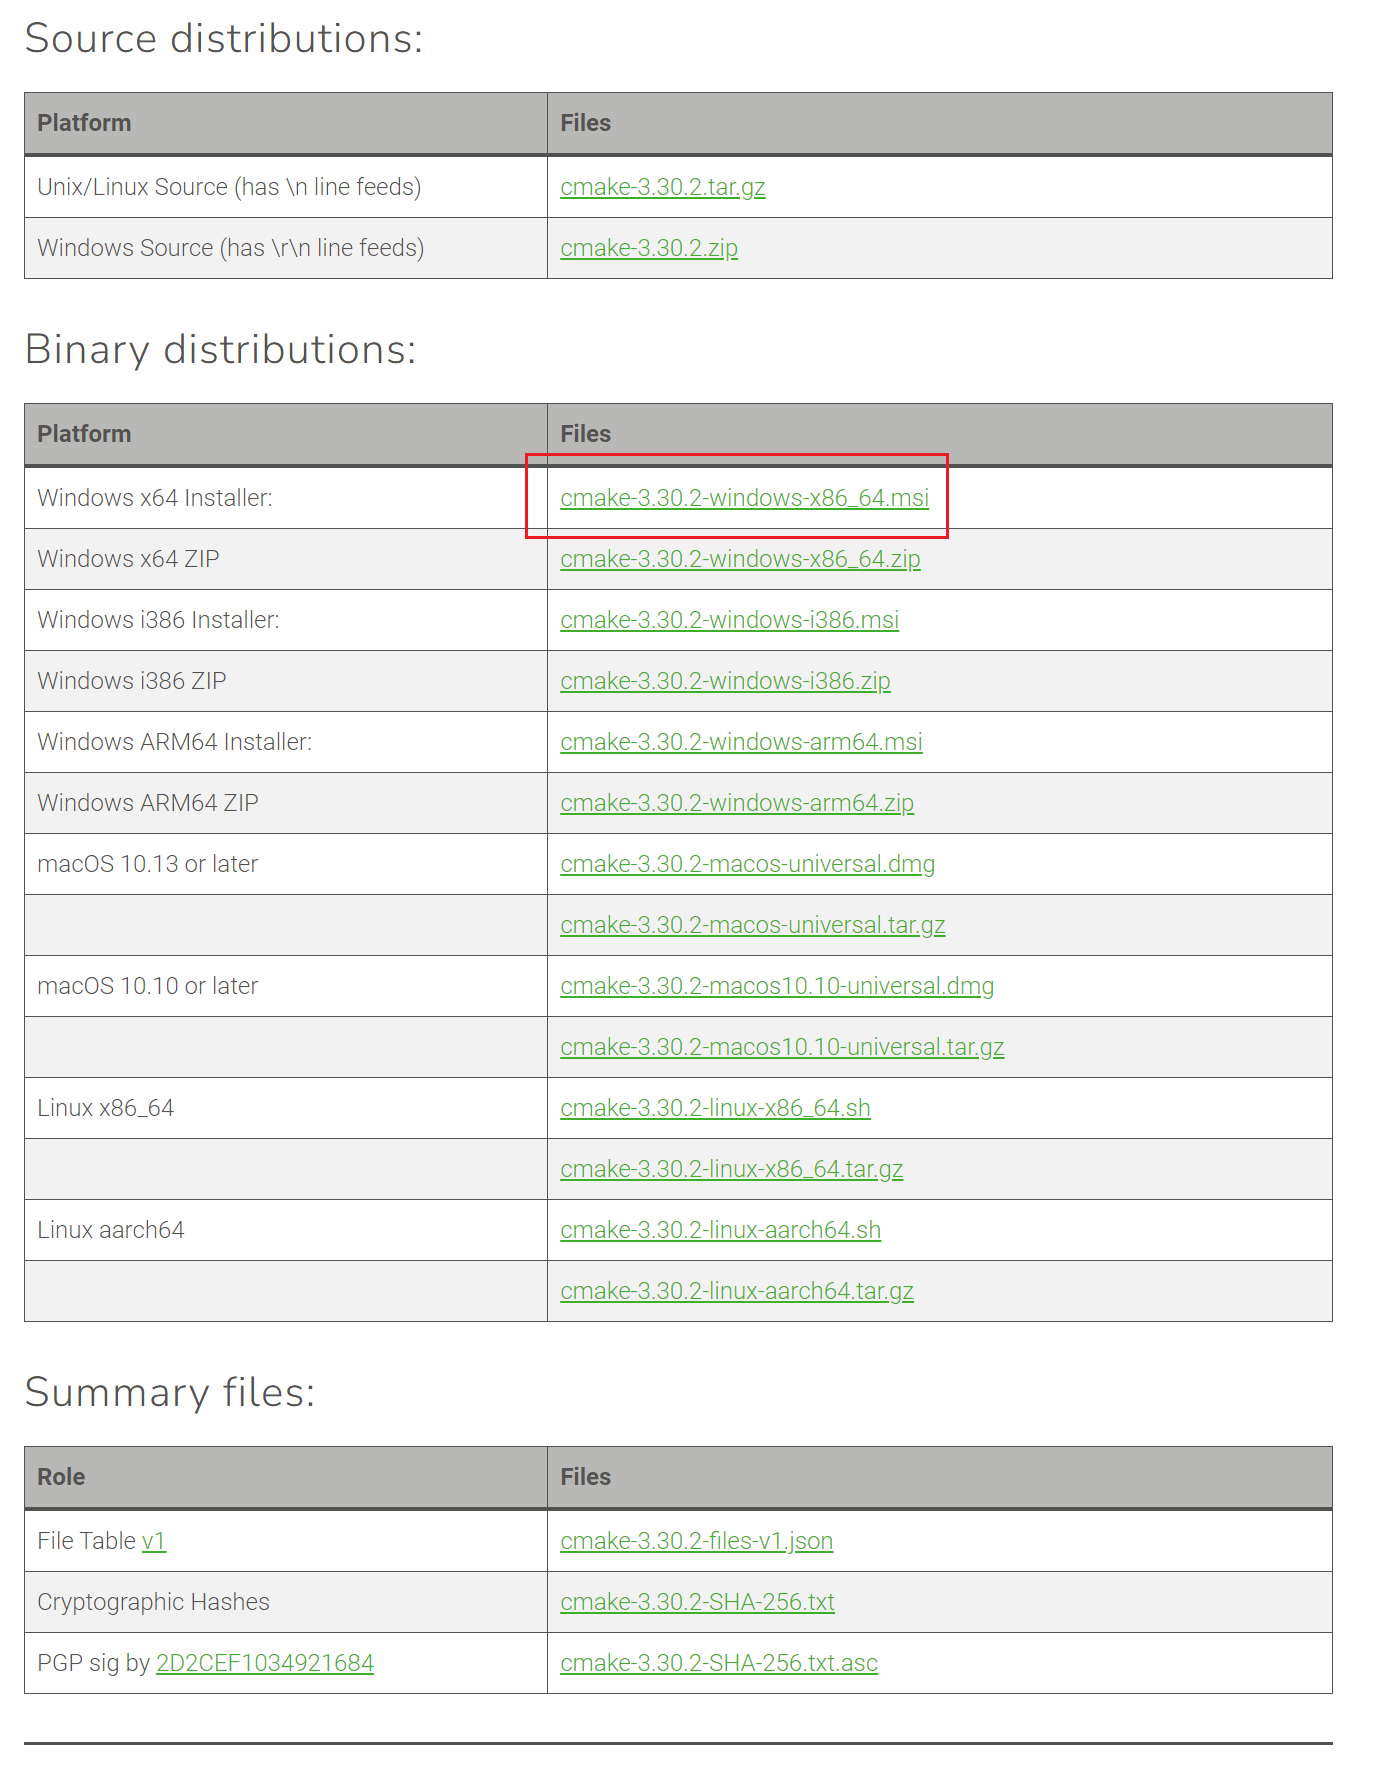 Source distributions:
Platform Files
Unix/Linux Source (has \n line feeds) cmake-3.30.2.tar.gz
Windows Source (has \r\n line feeds) cmake-3.30.2.zip
Binary distributions:
Platform Files
Windows x64 Installer: cmake-3.30.2-windows-x86_64.msi
Windows x64 ZIP cmake-3.30.2-windows-x86_64.zip
Windows i386 Installer: cmake-3.30.2-windows-i386.msi
Windows i386 ZIP cmake-3.30.2-windows-i386.zip
Windows ARM64 Installer: cmake-3.30.2-windows-arm64.msi
Windows ARM64 ZIP cmake-3.30.2-windows-arm64.zip
macOS 10.13 or later cmake-3.30.2-macos-universal.dmg
cmake-3.30.2-macos-universal.tar.gz
macOS 10.10 or later cmake-3.30.2-macos10.10-universal.dmg
cmake-3.30.2-macos10.10-universal.tar.gz
Linux x86_64 cmake-3.30.2-linux-x86_64.sh
cmake-3.30.2-linux-x86_64.tar.gz
Linux aarch64 cmake-3.30.2-linux-aarch64.sh
cmake-3.30.2-linux-aarch64.tar.gz
Summary files:
Role Files
File Table v1 cmake-3.30.2-files-v1.json
Cryptographic Hashes cmake-3.30.2-SHA-256.txt
PGP sig by 2D2CEF1034921684 cmake-3.30.2-SHA-256.txt.asc